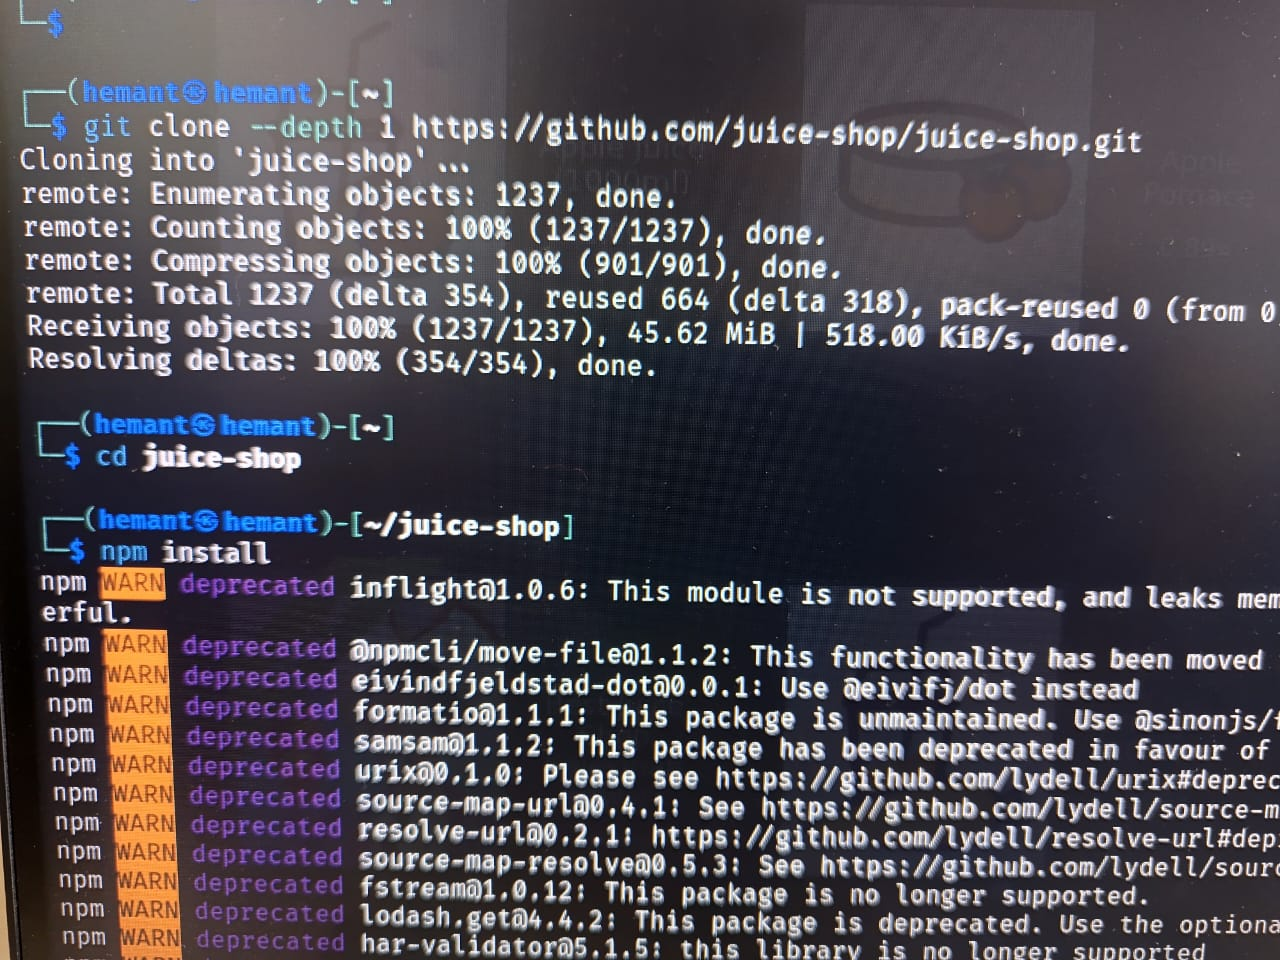 └─$
┌──(hemant㉿hemant)-[~]
└─$ git clone --depth 1 https://github.com/juice-shop/juice-shop.git
Cloning into 'juice-shop'...
remote: Enumerating objects: 1237, done.
remote: Counting objects: 100% (1237/1237), done.
remote: Compressing objects: 100% (901/901), done.
remote: Total 1237 (delta 354), reused 664 (delta 318), pack-reused 0 (from 0
Receiving objects: 100% (1237/1237), 45.62 MiB | 518.00 KiB/s, done.
Resolving deltas: 100% (354/354), done.
┌──(hemant㉿hemant)-[~]
└─$ cd juice-shop
┌──(hemant㉿hemant)-[~/juice-shop]
└─$ npm install
npm WARN deprecated inflight@1.0.6: This module is not supported, and leaks mem
erful.
npm WARN deprecated @npmcli/move-file@1.1.2: This functionality has been moved
npm WARN deprecated eivindfjeldstad-dot@0.0.1: Use @eivifj/dot instead
npm WARN deprecated formatio@1.1.1: This package is unmaintained. Use @sinonjs/f
npm WARN deprecated samsam@1.1.2: This package has been deprecated in favour of
npm WARN deprecated urix@0.1.0: Please see https://github.com/lydell/urix#deprec
npm WARN deprecated source-map-url@0.4.1: See https://github.com/lydell/source-m
npm WARN deprecated resolve-url@0.2.1: https://github.com/lydell/resolve-url#dep
npm WARN deprecated source-map-resolve@0.5.3: See https://github.com/lydell/sourc
npm WARN deprecated fstream@1.0.12: This package is no longer supported.
npm WARN deprecated lodash.get@4.4.2: This package is deprecated. Use the optiona
npm WARN deprecated har-validator@5.1.5: this library is no longer supported
Apple Juice
(1000ml)
Apple
Pomace